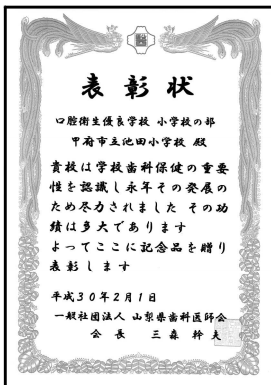 表彰状
口腔衛生優良学校 小学校の部
甲府市立池田小学校 殿
貴校は学校歯科保健の重要
性を認識し永年その発展の
ため尽力されました その功
績は多大であります
よってここに記念品を贈り
表彰します
平成30年2月1日
一般社団法人 山梨県歯科医師会
会長 三森幹夫